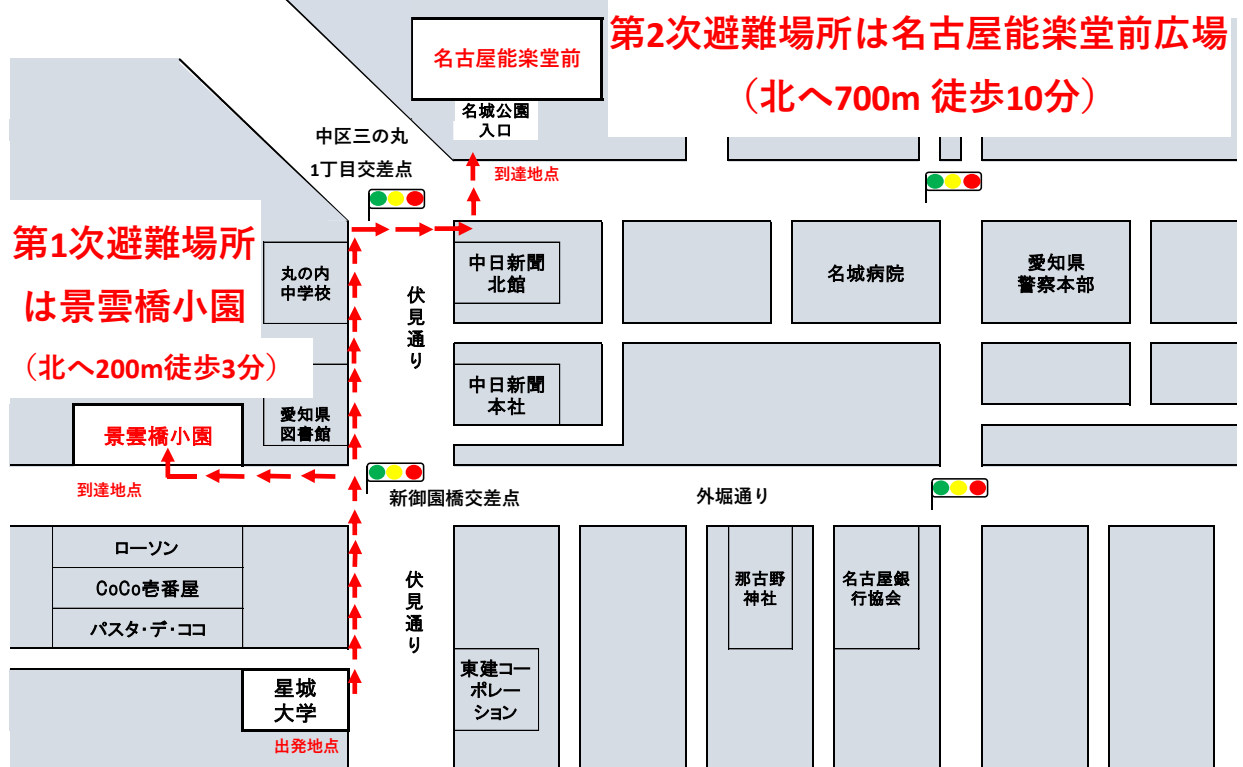 第2次避難場所は名古屋能楽堂前広場
（北へ700m 徒歩10分）
名古屋能楽堂前
名城公園
入口
中区三の丸
1丁目交差点
到達地点
第1次避難場所
は景雲橋小園
（北へ200m徒歩3分）
丸の内
中学校
伏見通り
中日新聞
北館
名城病院
愛知県
警察本部
中日新聞
本社
愛知県
図書館
景雲橋小園
到達地点
新御園橋交差点
外堀通り
ローソン
CoCo壱番屋
パスタ・デ・ココ
伏見通り
那古野
神社
名古屋銀
行協会
星城
大学
出発地点
東建コー
ポレー
ション